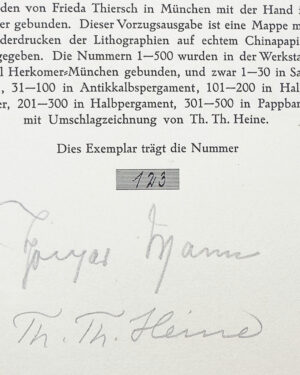 den von Frieda Thiersch in München mit der Hand i
er gebunden. Dieser Vorzugsausgabe ist eine Mappe m
derdrucken der Lithographien auf echtem Chinapapi
gegeben. Die Nummern 1—500 wurden in der Werksta
l Herkomer-München gebunden, und zwar 1—30 in Sa
, 31—100 in Antikkalbspergament, 101—200 in Hal
er, 201—300 in Halbpergament, 301—500 in Pappbar
mit Umschlagzeichnung von Th. Th. Heine.
Dies Exemplar trägt die Nummer
123
Thomas Mann
Th. Th. Heine